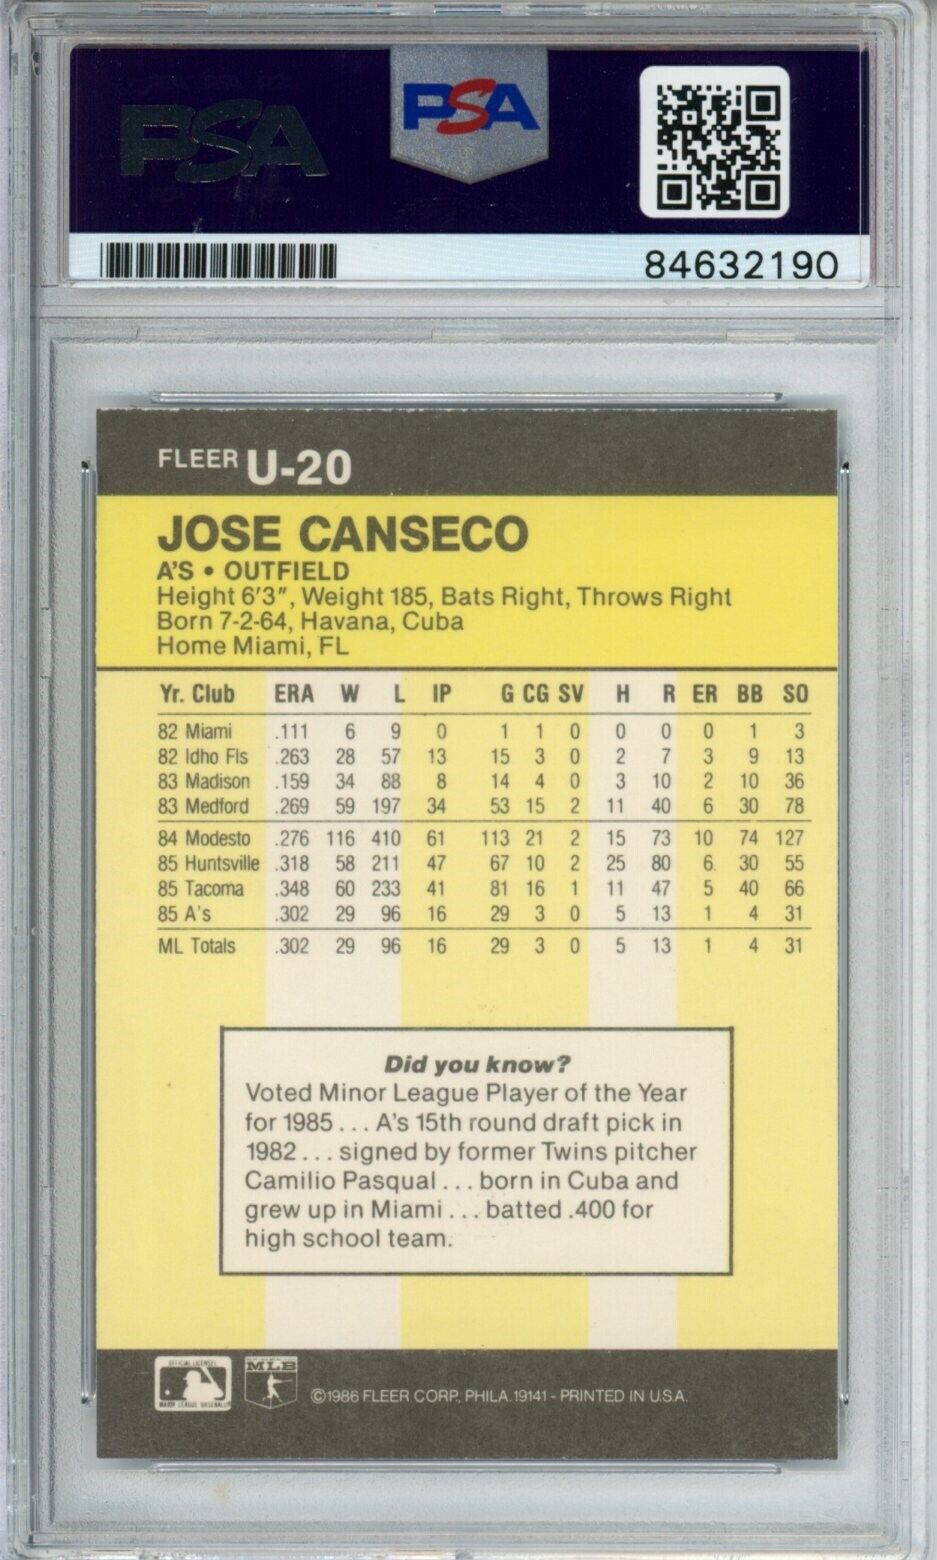 PSA
PSA
84632190
FLEER U-20
JOSE CANSECO
A'S • OUTFIELD
Height 6'3", Weight 185, Bats Right, Throws Right
Born 7-2-64, Havana, Cuba
Home Miami, FL
Yr. Club ERA W L IP G CG SV H R ER BB SO
82 Miami .111 6 9 0 1 1 0 0 0 0 1 3
82 Idho Fls .263 28 57 13 15 3 0 2 7 3 9 13
83 Madison .159 34 88 8 14 4 0 3 10 2 10 36
83 Medford .269 59 197 34 53 15 2 11 40 6 30 78
84 Modesto .276 116 410 61 113 21 2 15 73 10 74 127
85 Huntsville .318 58 211 47 67 10 2 25 80 6 30 55
85 Tacoma .348 60 233 41 81 16 1 11 47 5 40 66
85 A's .302 29 96 16 29 3 0 5 13 1 4 31
ML Totals .302 29 96 16 29 3 0 5 13 1 4 31
Did you know?
Voted Minor League Player of the Year
for 1985 . . . A's 15th round draft pick in
1982 . . . signed by former Twins pitcher
Camilio Pasqual . . . born in Cuba and
grew up in Miami . . . batted .400 for
high school team.
OFFICIAL LICENSEE
MAJOR LEAGUE BASEBALL
MLB
©1986 FLEER CORP., PHILA. 19141 - PRINTED IN U.S.A.